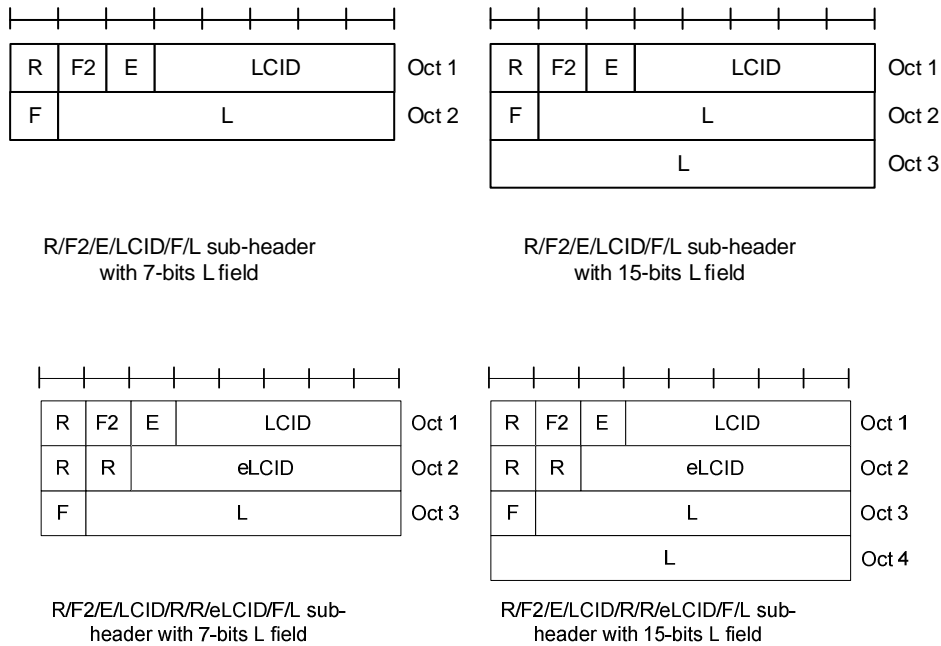 R F2 E LCID Oct 1
F L Oct 2
R/F2/E/LCID/F/L sub-header
with 7-bits L field
R F2 E LCID Oct 1
F L Oct 2
L Oct 3
R/F2/E/LCID/F/L sub-header
with 15-bits L field
R F2 E LCID Oct 1
R R eLCID Oct 2
F L Oct 3
R/F2/E/LCID/R/R/eLCID/F/L sub-
header with 7-bits L field
R F2 E LCID Oct 1
R R eLCID Oct 2
F L Oct 3
L Oct 4
R/F2/E/LCID/R/R/eLCID/F/L sub-
header with 15-bits L field